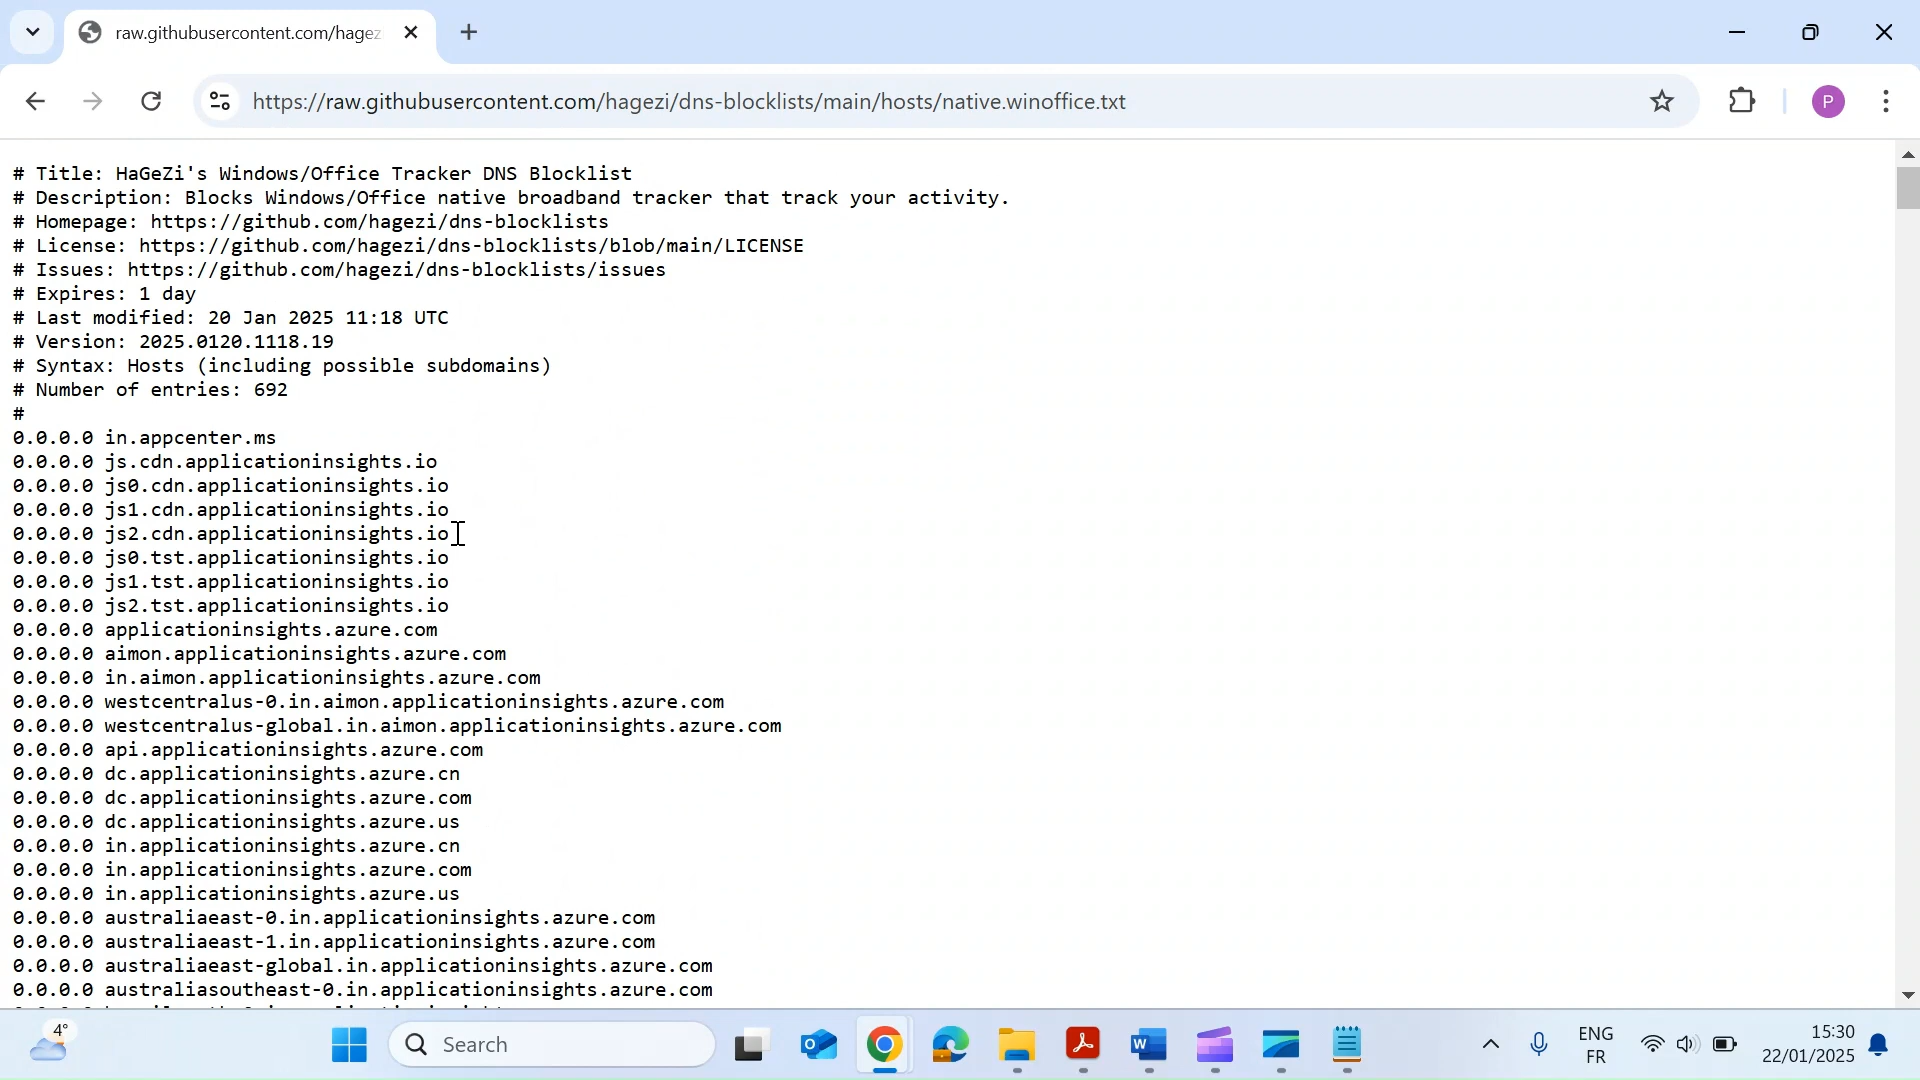 raw.githubusercontent.com/hagez
https://raw.githubusercontent.com/hagezi/dns-blocklists/main/hosts/native.winoffice.txt
P
# Title: HaGeZi's Windows/Office Tracker DNS Blocklist
# Description: Blocks Windows/Office native broadband tracker that track your activity.
# Homepage: https://github.com/hagezi/dns-blocklists
# License: https://github.com/hagezi/dns-blocklists/blob/main/LICENSE
# Issues: https://github.com/hagezi/dns-blocklists/issues
# Expires: 1 day
# Last modified: 20 Jan 2025 11:18 UTC
# Version: 2025.0120.1118.19
# Syntax: Hosts (including possible subdomains)
# Number of entries: 692
#
0.0.0.0 in.appcenter.ms
0.0.0.0 js.cdn.applicationinsights.io
0.0.0.0 js0.cdn.applicationinsights.io
0.0.0.0 js1.cdn.applicationinsights.io
0.0.0.0 js2.cdn.applicationinsights.io
0.0.0.0 js0.tst.applicationinsights.io
0.0.0.0 js1.tst.applicationinsights.io
0.0.0.0 js2.tst.applicationinsights.io
0.0.0.0 applicationinsights.azure.com
0.0.0.0 aimon.applicationinsights.azure.com
0.0.0.0 in.aimon.applicationinsights.azure.com
0.0.0.0 westcentralus-0.in.aimon.applicationinsights.azure.com
0.0.0.0 westcentralus-global.in.aimon.applicationinsights.azure.com
0.0.0.0 api.applicationinsights.azure.com
0.0.0.0 dc.applicationinsights.azure.cn
0.0.0.0 dc.applicationinsights.azure.com
0.0.0.0 dc.applicationinsights.azure.us
0.0.0.0 in.applicationinsights.azure.cn
0.0.0.0 in.applicationinsights.azure.com
0.0.0.0 in.applicationinsights.azure.us
0.0.0.0 australiaeast-0.in.applicationinsights.azure.com
0.0.0.0 australiaeast-1.in.applicationinsights.azure.com
0.0.0.0 australiaeast-global.in.applicationinsights.azure.com
0.0.0.0 australiasoutheast-0.in.applicationinsights.azure.com
4°
Search
ENG
FR
15:30
22/01/2025